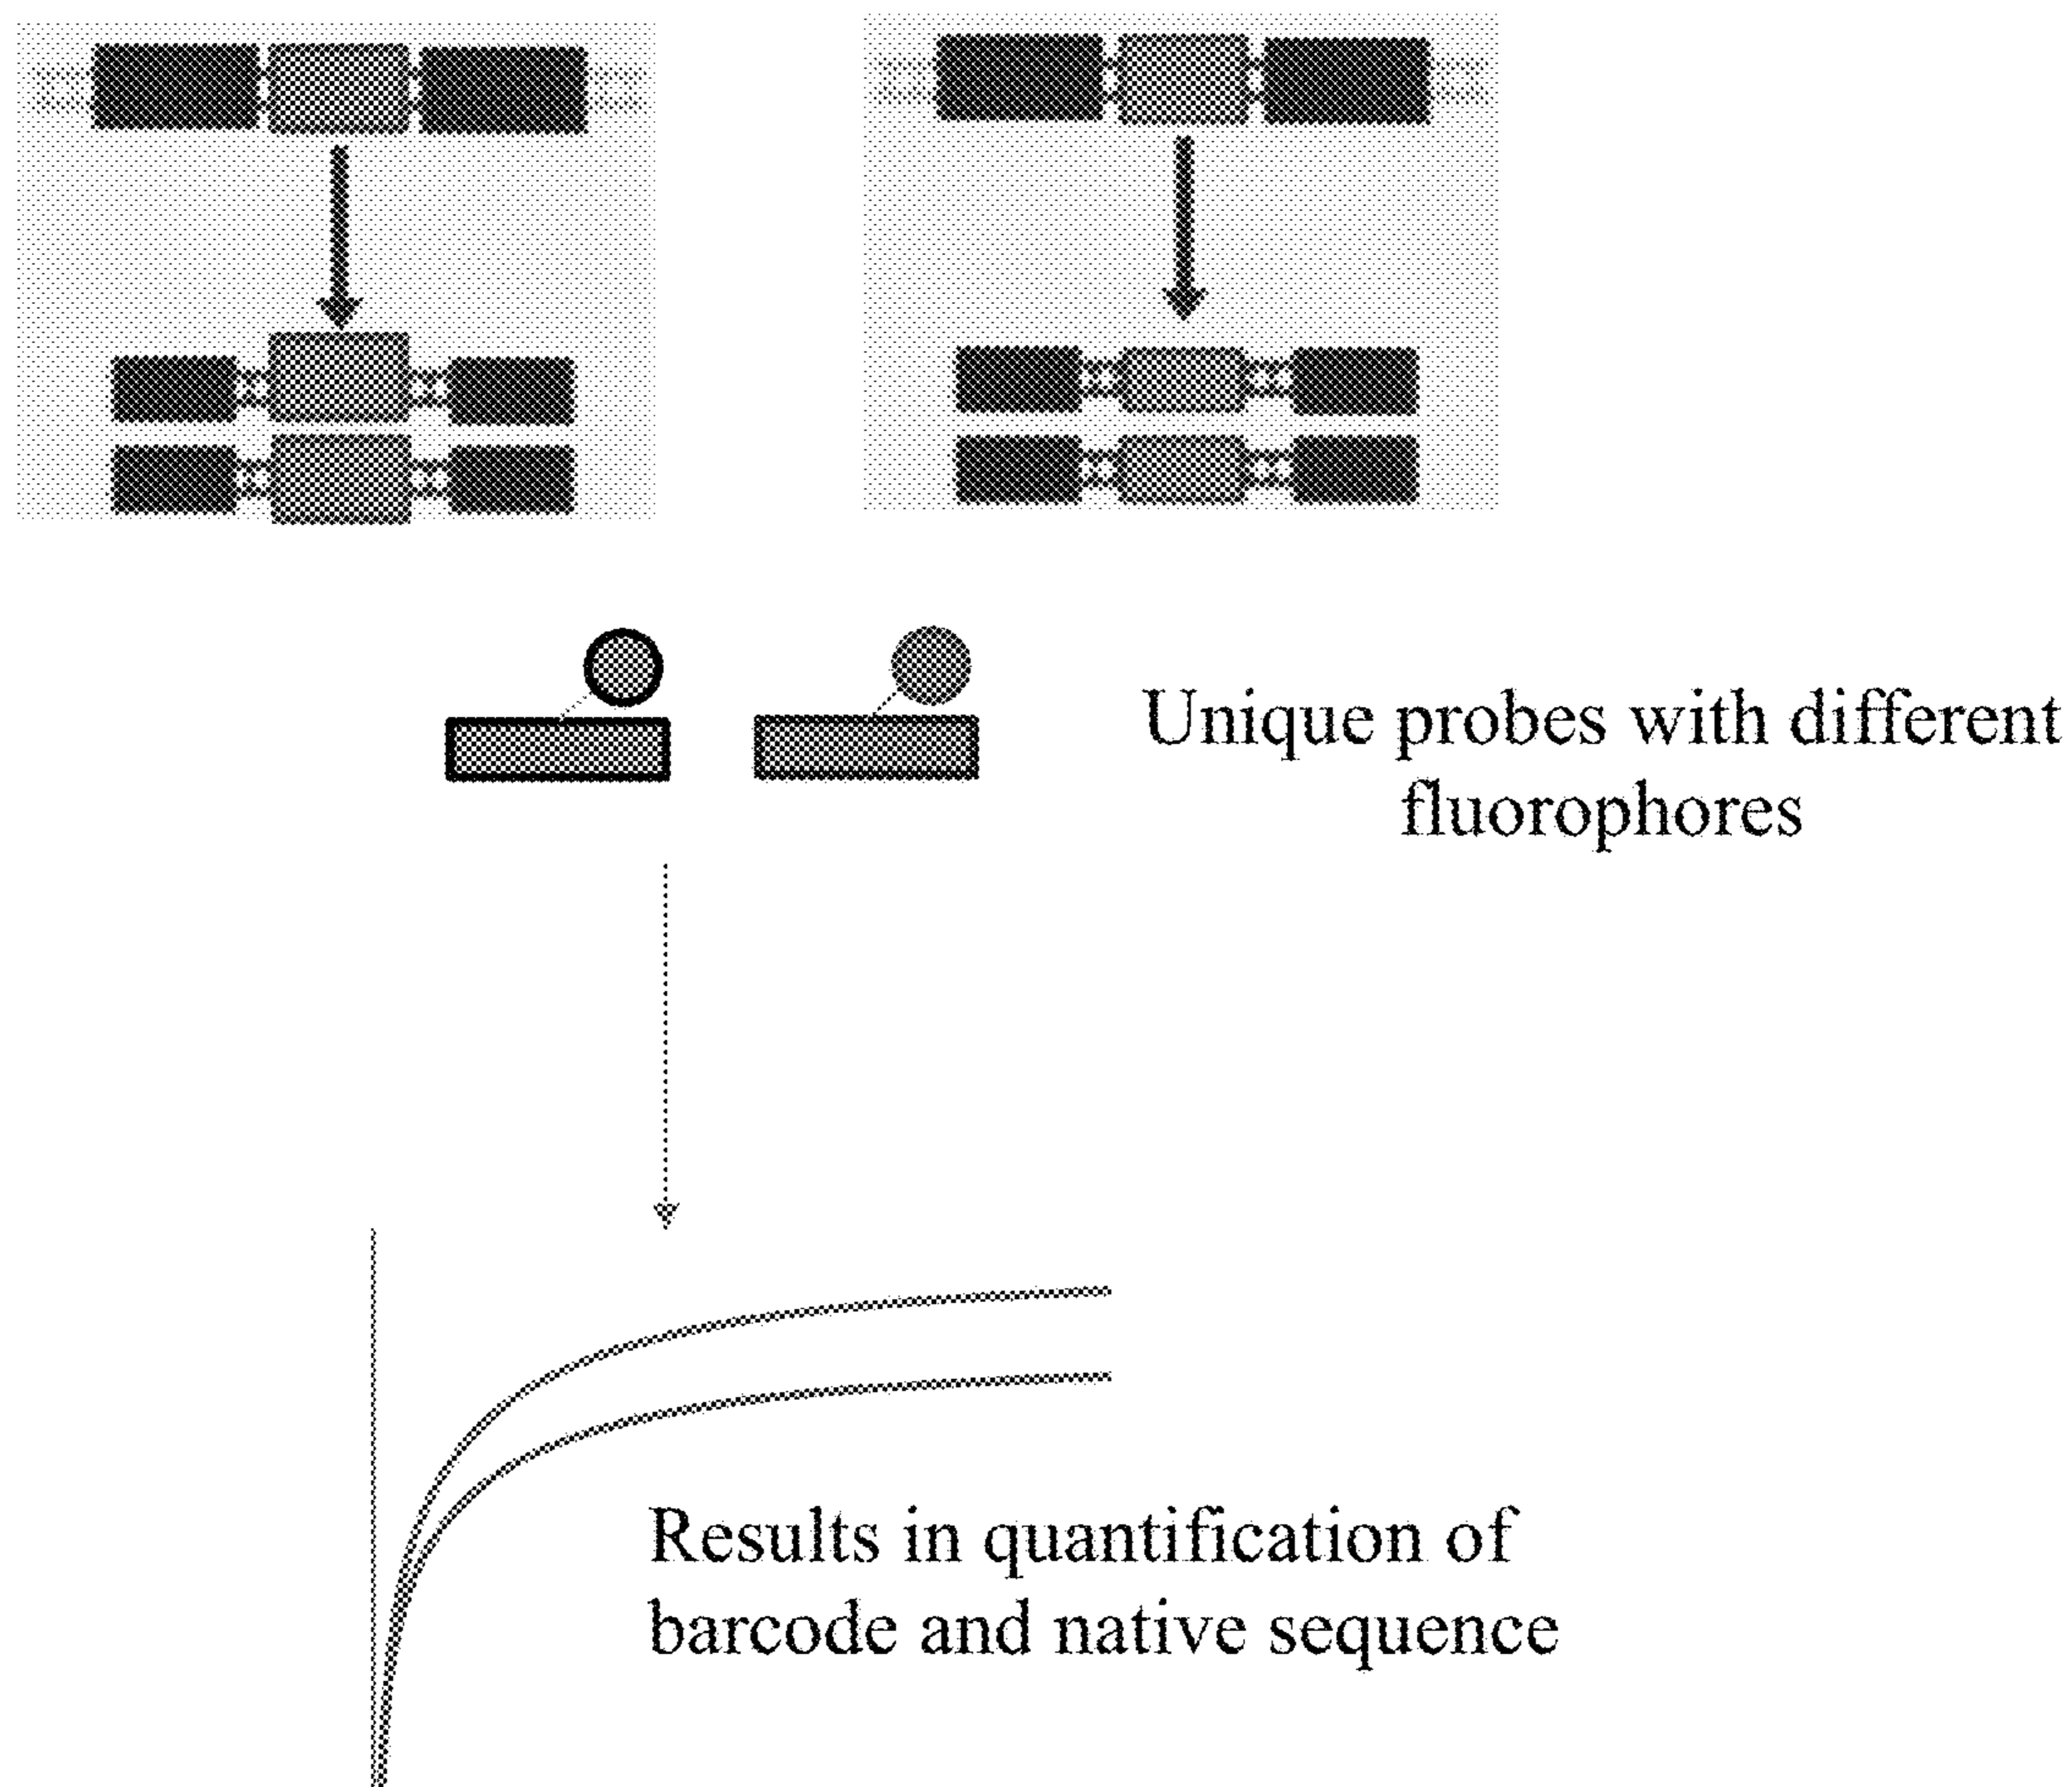 Unique probes with different
fluorophores
Results in quantification of
barcode and native sequence